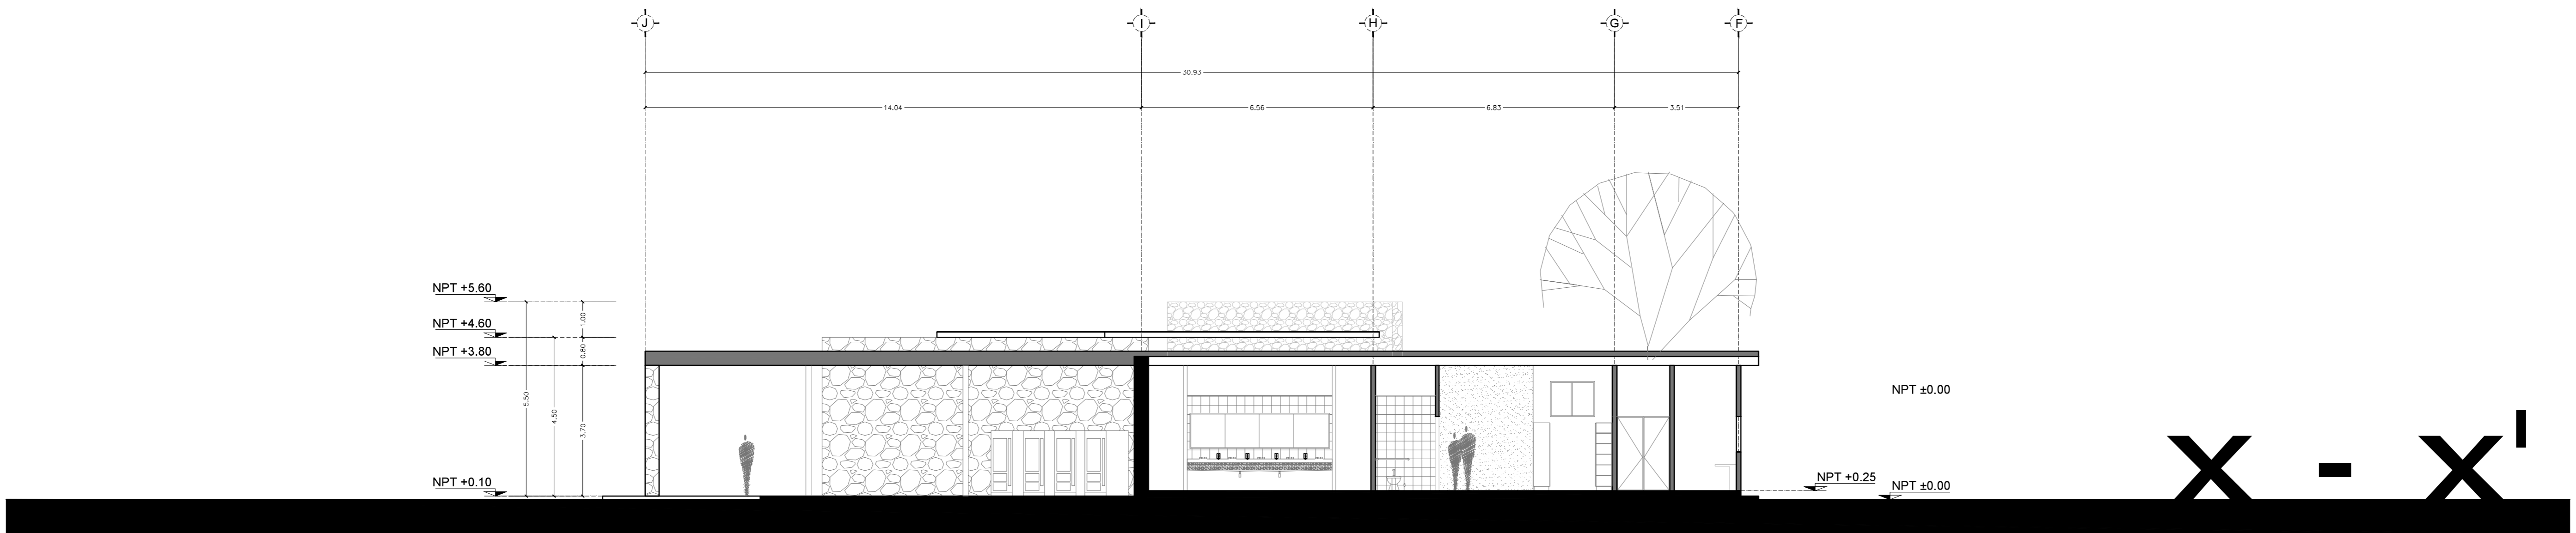 J I H G F
30.93
14.04 6.56 6.83 3.51
NPT +5.60
NPT +4.60
NPT +3.80
NPT +0.10
5.50
4.50
1.00
0.80
3.70
NPT ±0.00
NPT +0.25
NPT ±0.00
X - X'